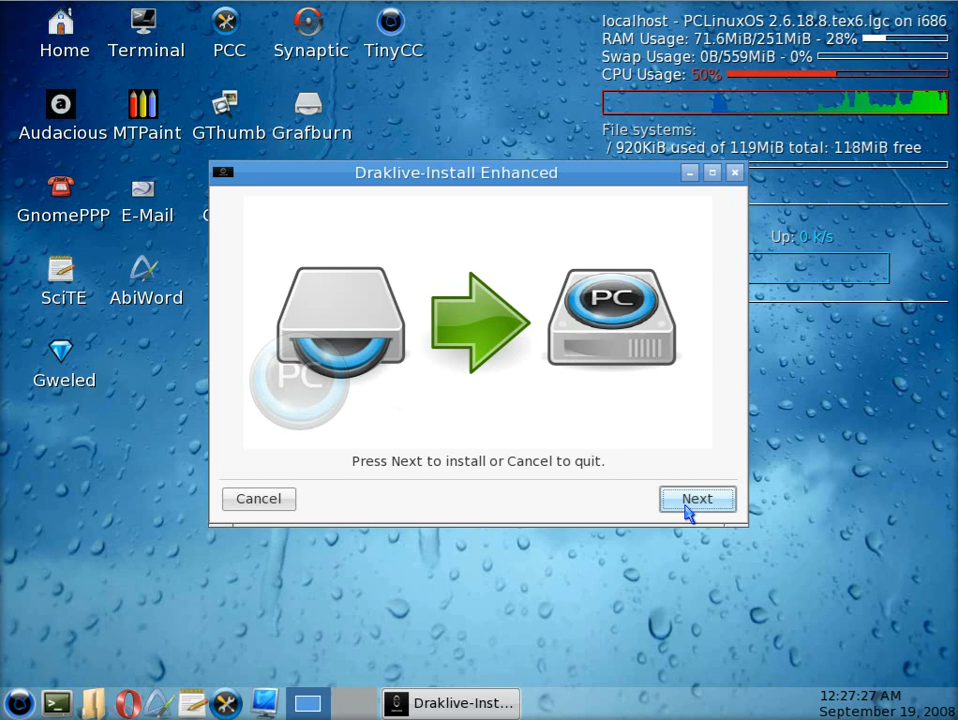 Home Terminal PCC Synaptic TinyCC
Audacious MTPaint GThumb Grafburn
GnomePPP E-Mail
SciTE AbiWord
Gweled
localhost - PCLinuxOS 2.6.18.8.tex6.lgc on i686
RAM Usage: 71.6MiB/251MiB - 28%
Swap Usage: 0B/559MiB - 0%
CPU Usage: 50%
File systems:
/ 920KiB used of 119MiB total: 118MiB free
Up: 0 k/s
Draklive-Install Enhanced
PC
PC
Press Next to install or Cancel to quit.
Cancel Next
Draklive-Inst...
12:27:27 AM
September 19, 2008